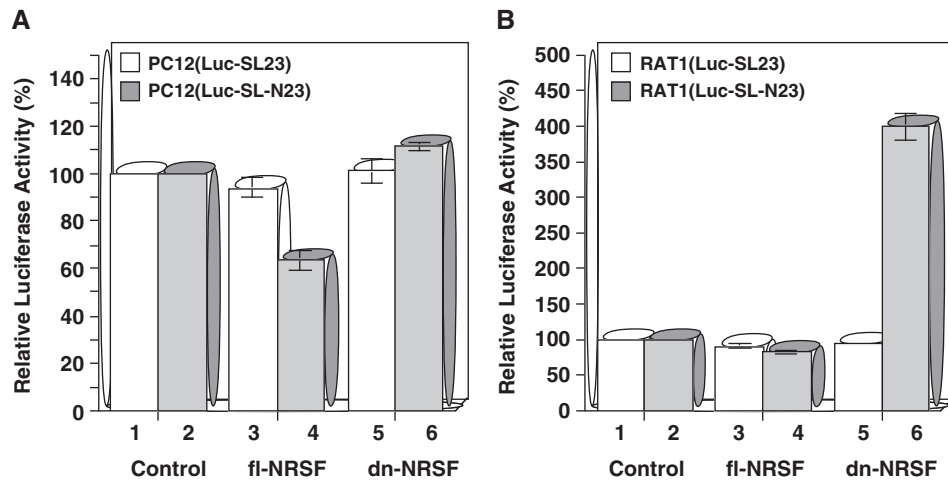 A
PC12(Luc-SL23)
PC12(Luc-SL-N23)
Relative Luciferase Activity (%)
140
120
100
80
60
40
20
0
1 2 3 4 5 6
Control fl-NRSF dn-NRSF
B
RAT1(Luc-SL23)
RAT1(Luc-SL-N23)
Relative Luciferase Activity (%)
500
450
400
350
300
250
200
150
100
50
0
1 2 3 4 5 6
Control fl-NRSF dn-NRSF